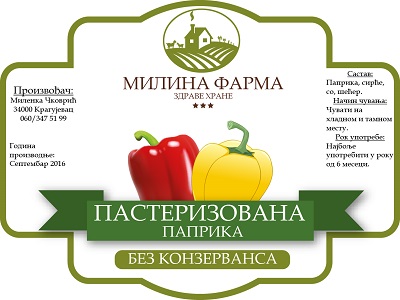 МИЛИНА ФАРМА
ЗДРАВЕ ХРАНЕ
Произвођач:
Миленка Чковрић
34000 Крагујевац
060/347 51 99
Година
производње:
Септембар 2016
Састав:
Паприка, сирће,
со, шећер.
Начин чувања:
Чувати на
хладном и тамном
месту.
Рок употребе:
Најбоље
употребити у року
од 6 месеци.
ПАСТЕРИЗОВАНА
ПАПРИКА
БЕЗ КОНЗЕРВАНСА